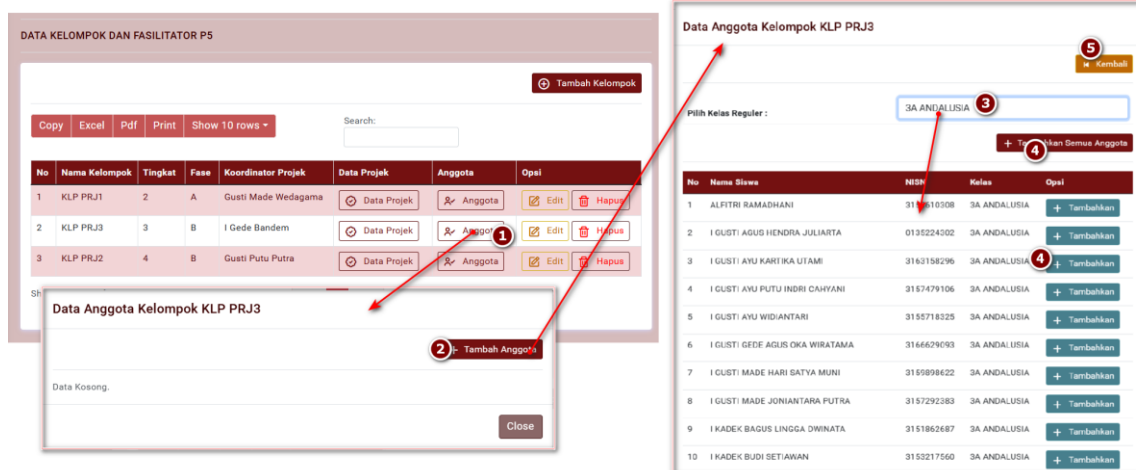 DATA KELOMPOK DAN FASILITATOR P5
Tambah Kelompok
Copy Excel Pdf Print Show 10 rows
Search:
No Nama Kelompok Tingkat Fase Koordinator Projek Data Projek Anggota Opsi
1 KLP PRJ1 2 A Gusti Made Wedagama Data Projek Anggota Edit Hapus
2 KLP PRJ3 3 B I Gede Bandem Data Projek Anggota 1 Edit Hapus
3 KLP PRJ2 4 B Gusti Putu Putra Data Projek Anggota Edit Hapus
Data Anggota Kelompok KLP PRJ3
2 + Tambah Anggota
Data Kosong.
Close
Data Anggota Kelompok KLP PRJ3
5
Kembali
Pilih Kelas Reguler : 3A ANDALUSIA 3
+ 4 Semua Anggota
No Nama Siswa NISN Kelas Opsi
1 ALFITRI RAMADHANI 3A ANDALUSIA + Tambahkan
2 I GUSTI AGUS HENDRA JULIARTA 0135224302 3A ANDALUSIA + Tambahkan
3 I GUSTI AYU KARTIKA UTAMI 3163158296 3A ANDALUSIA 4 + Tambahkan
4 I GUSTI AYU PUTU INDRI CAHYANI 3157479106 3A ANDALUSIA + Tambahkan
5 I GUSTI AYU WIDIANTARI 3155718325 3A ANDALUSIA + Tambahkan
6 I GUSTI GEDE AGUS OKA WIRATAMA 3166629093 3A ANDALUSIA + Tambahkan
7 I GUSTI MADE HARI SATYA MUNI 3159898622 3A ANDALUSIA + Tambahkan
8 I GUSTI MADE JONIANTARA PUTRA 3157292383 3A ANDALUSIA + Tambahkan
9 I KADEK BAGUS LINGGA DWINATA 3151862687 3A ANDALUSIA + Tambahkan
10 I KADEK BUDI SETIAWAN 3153217560 3A ANDALUSIA + Tambahkan